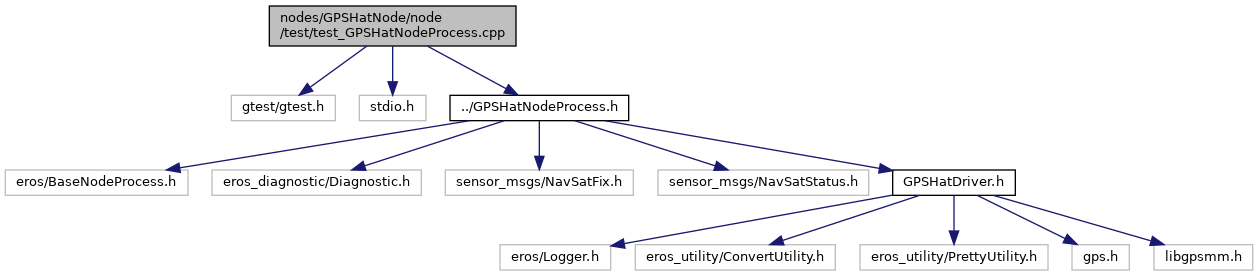 nodes/GPSHatNode/node
/test/test_GPSHatNodeProcess.cpp
gtest/gtest.h
stdio.h
../GPSHatNodeProcess.h
eros/BaseNodeProcess.h
eros_diagnostic/Diagnostic.h
sensor_msgs/NavSatFix.h
sensor_msgs/NavSatStatus.h
GPSHatDriver.h
eros/Logger.h
eros_utility/ConvertUtility.h
eros_utility/PrettyUtility.h
gps.h
libgpsmm.h